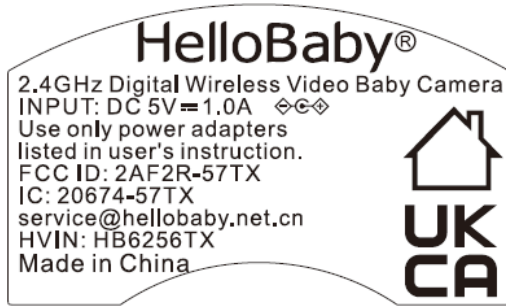 HelloBaby®
2.4GHz Digital Wireless Video Baby Camera
INPUT: DC 5V⎓1.0A
Use only power adapters
listed in user's instruction.
FCC ID: 2AF2R-57TX
IC: 20674-57TX
service@hellobaby.net.cn
HVIN: HB6256TX
Made in China
UK
CA